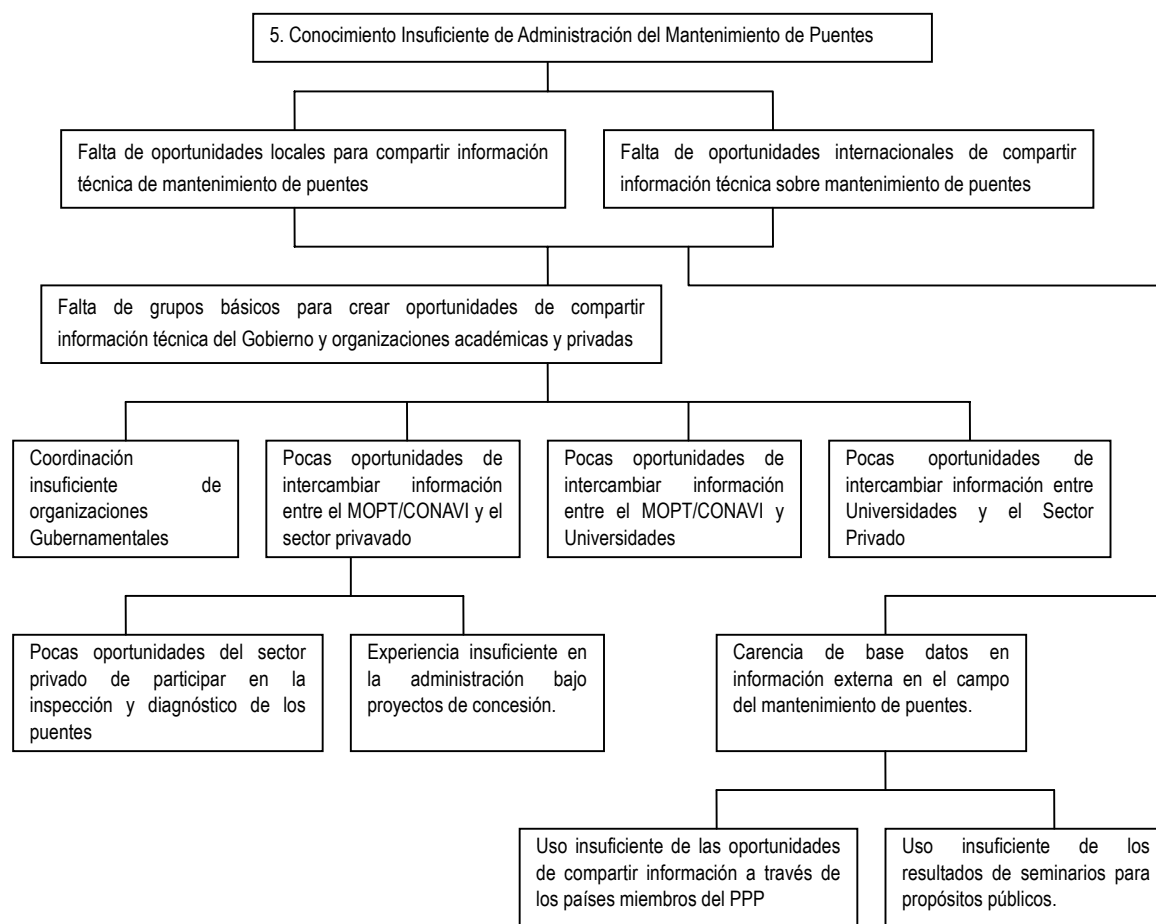 5. Conocimiento Insuficiente de Administración del Mantenimiento de Puentes
Falta de oportunidades locales para compartir información
técnica de mantenimiento de puentes
Falta de oportunidades internacionales de compartir
información técnica sobre mantenimiento de puentes
Falta de grupos básicos para crear oportunidades de compartir
información técnica del Gobierno y organizaciones académicas y privadas
Coordinación
insuficiente de
organizaciones
Gubernamentales
Pocas oportunidades de
intercambiar información
entre el MOPT/CONAVI y el
sector privavado
Pocas oportunidades de
intercambiar información
entre el MOPT/CONAVI y
Universidades
Pocas oportunidades de
intercambiar información entre
Universidades y el Sector
Privado
Pocas oportunidades del sector
privado de participar en la
inspección y diagnóstico de los
puentes
Experiencia insuficiente en
la administración bajo
proyectos de concesión.
Carencia de base datos en
información externa en el campo
del mantenimiento de puentes.
Uso insuficiente de las oportunidades
de compartir información a través de
los países miembros del PPP
Uso insuficiente de los
resultados de seminarios para
propósitos públicos.